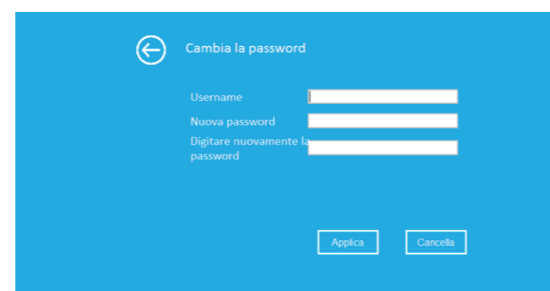 Cambia la password
Username
Nuova password
Digitare nuovamente la
password
Applica
Cancella